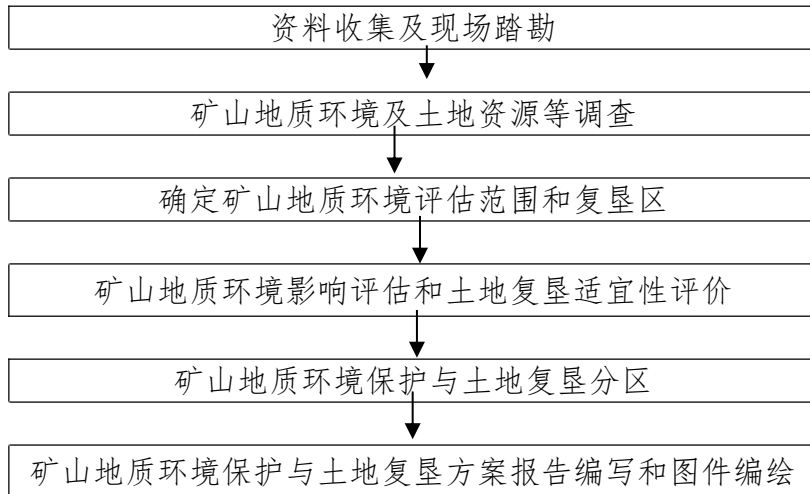 资料收集及现场踏勘
矿山地质环境及土地资源等调查
确定矿山地质环境评估范围和复垦区
矿山地质环境影响评估和土地复垦适宜性评价
矿山地质环境保护与土地复垦分区
矿山地质环境保护与土地复垦方案报告编写和图件编绘